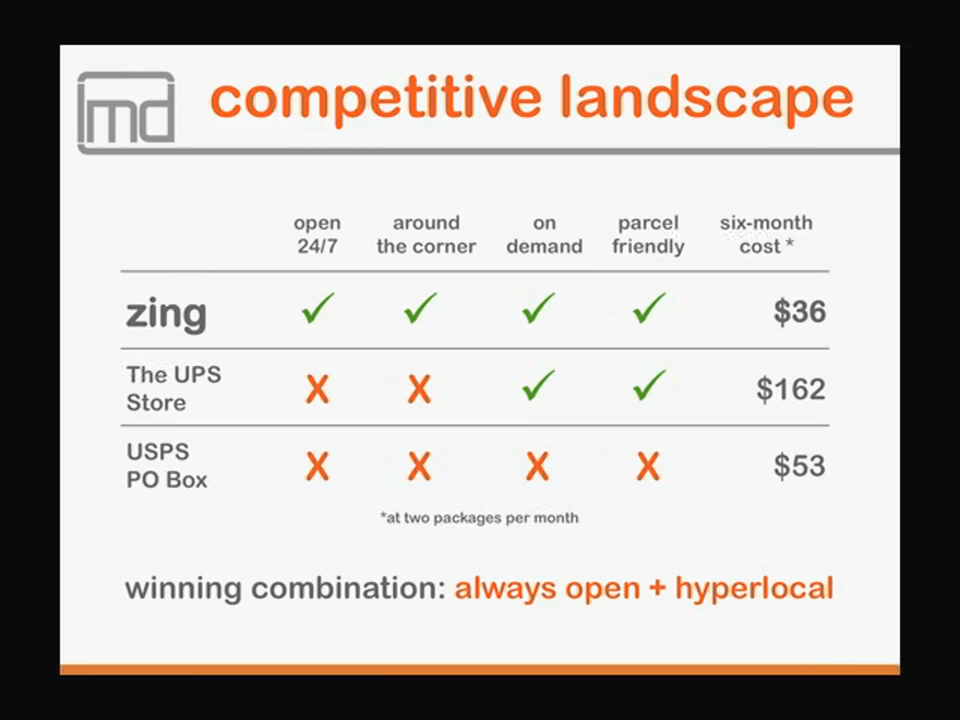 lmd
competitive landscape
open 24/7
around the corner
on demand
parcel friendly
six-month cost *
zing ✓ ✓ ✓ ✓ $36
The UPS Store X X ✓ ✓ $162
USPS PO Box X X X X $53
*at two packages per month
winning combination: always open + hyperlocal